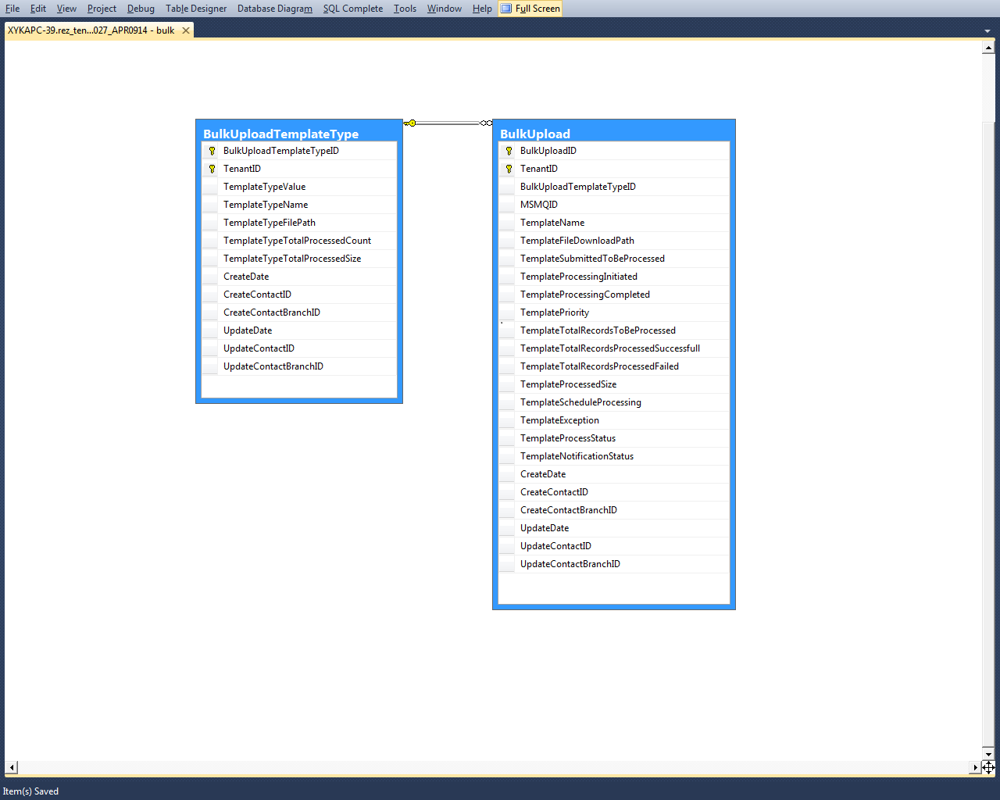 File Edit View Project Debug Table Designer Database Diagram SQL Complete Tools Window Help Full Screen
XYKAPC-39.rez_ten...027_APR0914 - bulk
BulkUploadTemplateType
BulkUploadTemplateTypeID
TenantID
TemplateTypeValue
TemplateTypeName
TemplateTypeFilePath
TemplateTypeTotalProcessedCount
TemplateTypeTotalProcessedSize
CreateDate
CreateContactID
CreateContactBranchID
UpdateDate
UpdateContactID
UpdateContactBranchID
BulkUpload
BulkUploadID
TenantID
BulkUploadTemplateTypeID
MSMQID
TemplateName
TemplateFileDownloadPath
TemplateSubmittedToBeProcessed
TemplateProcessingInitiated
TemplateProcessingCompleted
TemplatePriority
TemplateTotalRecordsToBeProcessed
TemplateTotalRecordsProcessedSuccessfull
TemplateTotalRecordsProcessedFailed
TemplateProcessedSize
TemplateScheduleProcessing
TemplateException
TemplateProcessStatus
TemplateNotificationStatus
CreateDate
CreateContactID
CreateContactBranchID
UpdateDate
UpdateContactID
UpdateContactBranchID
Item(s) Saved